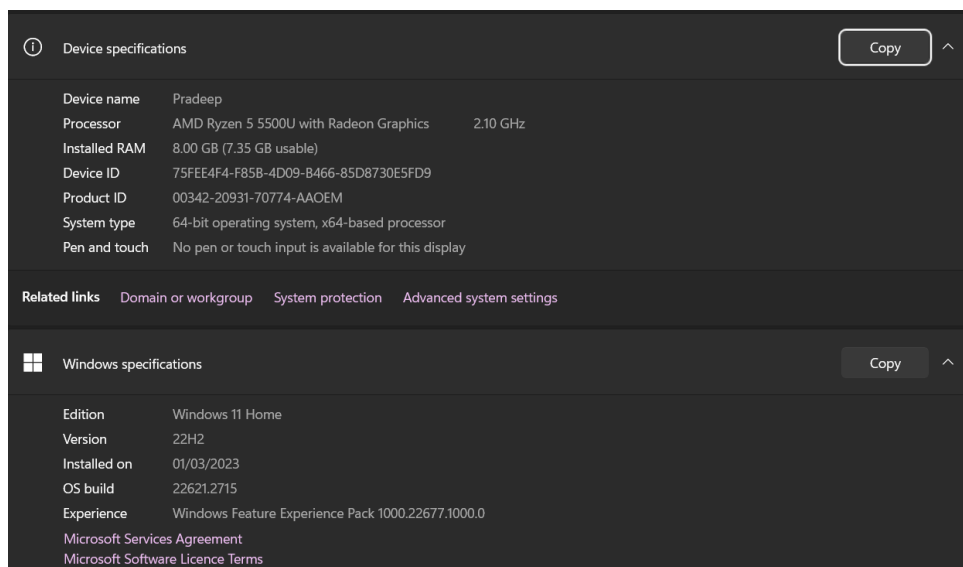 Device specifications Copy
Device name Pradeep
Processor AMD Ryzen 5 5500U with Radeon Graphics 2.10 GHz
Installed RAM 8.00 GB (7.35 GB usable)
Device ID 75FEE4F4-F85B-4D09-B466-85D8730E5FD9
Product ID 00342-20931-70774-AAOEM
System type 64-bit operating system, x64-based processor
Pen and touch No pen or touch input is available for this display
Related links Domain or workgroup System protection Advanced system settings
Windows specifications Copy
Edition Windows 11 Home
Version 22H2
Installed on 01/03/2023
OS build 22621.2715
Experience Windows Feature Experience Pack 1000.22677.1000.0
Microsoft Services Agreement
Microsoft Software Licence Terms